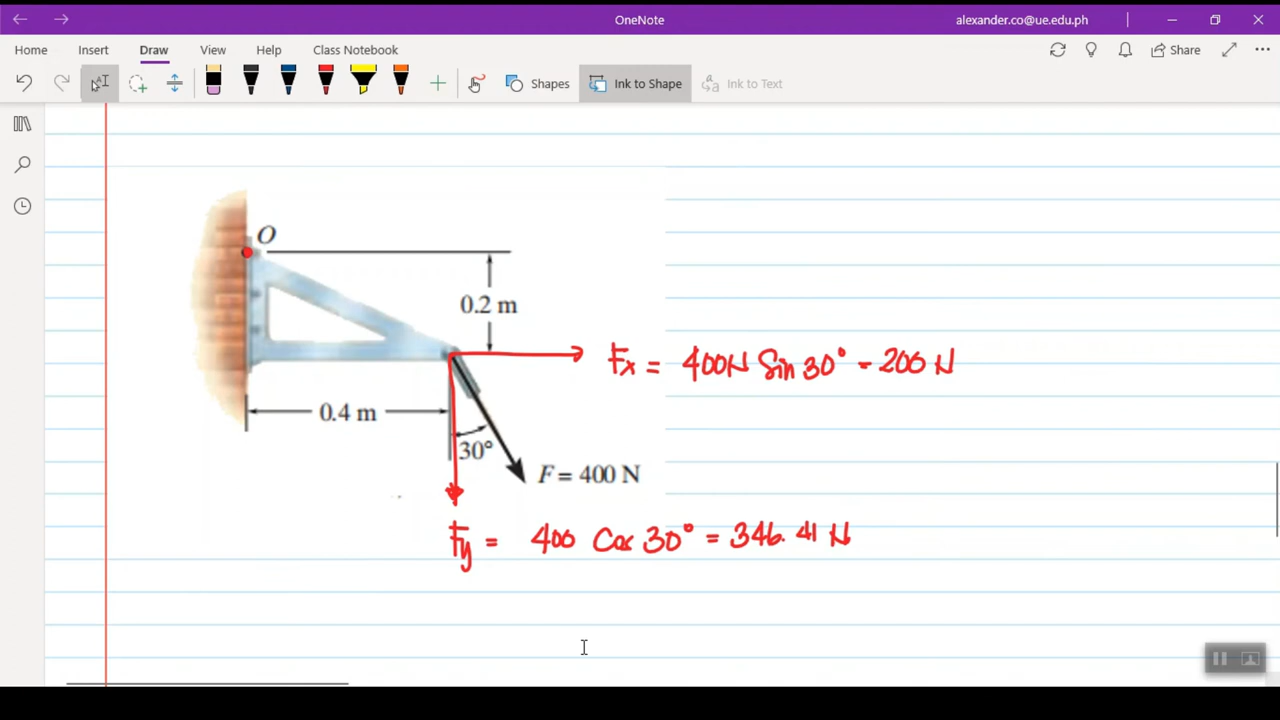 OneNote
alexander.co@ue.edu.ph
Home Insert Draw View Help Class Notebook Share
Shapes Ink to Shape Ink to Text
O
0.2 m
Fx = 400N Sin 30° = 200 N
0.4 m
30°
F = 400 N
Fy = 400 Cos 30° = 346.41 N